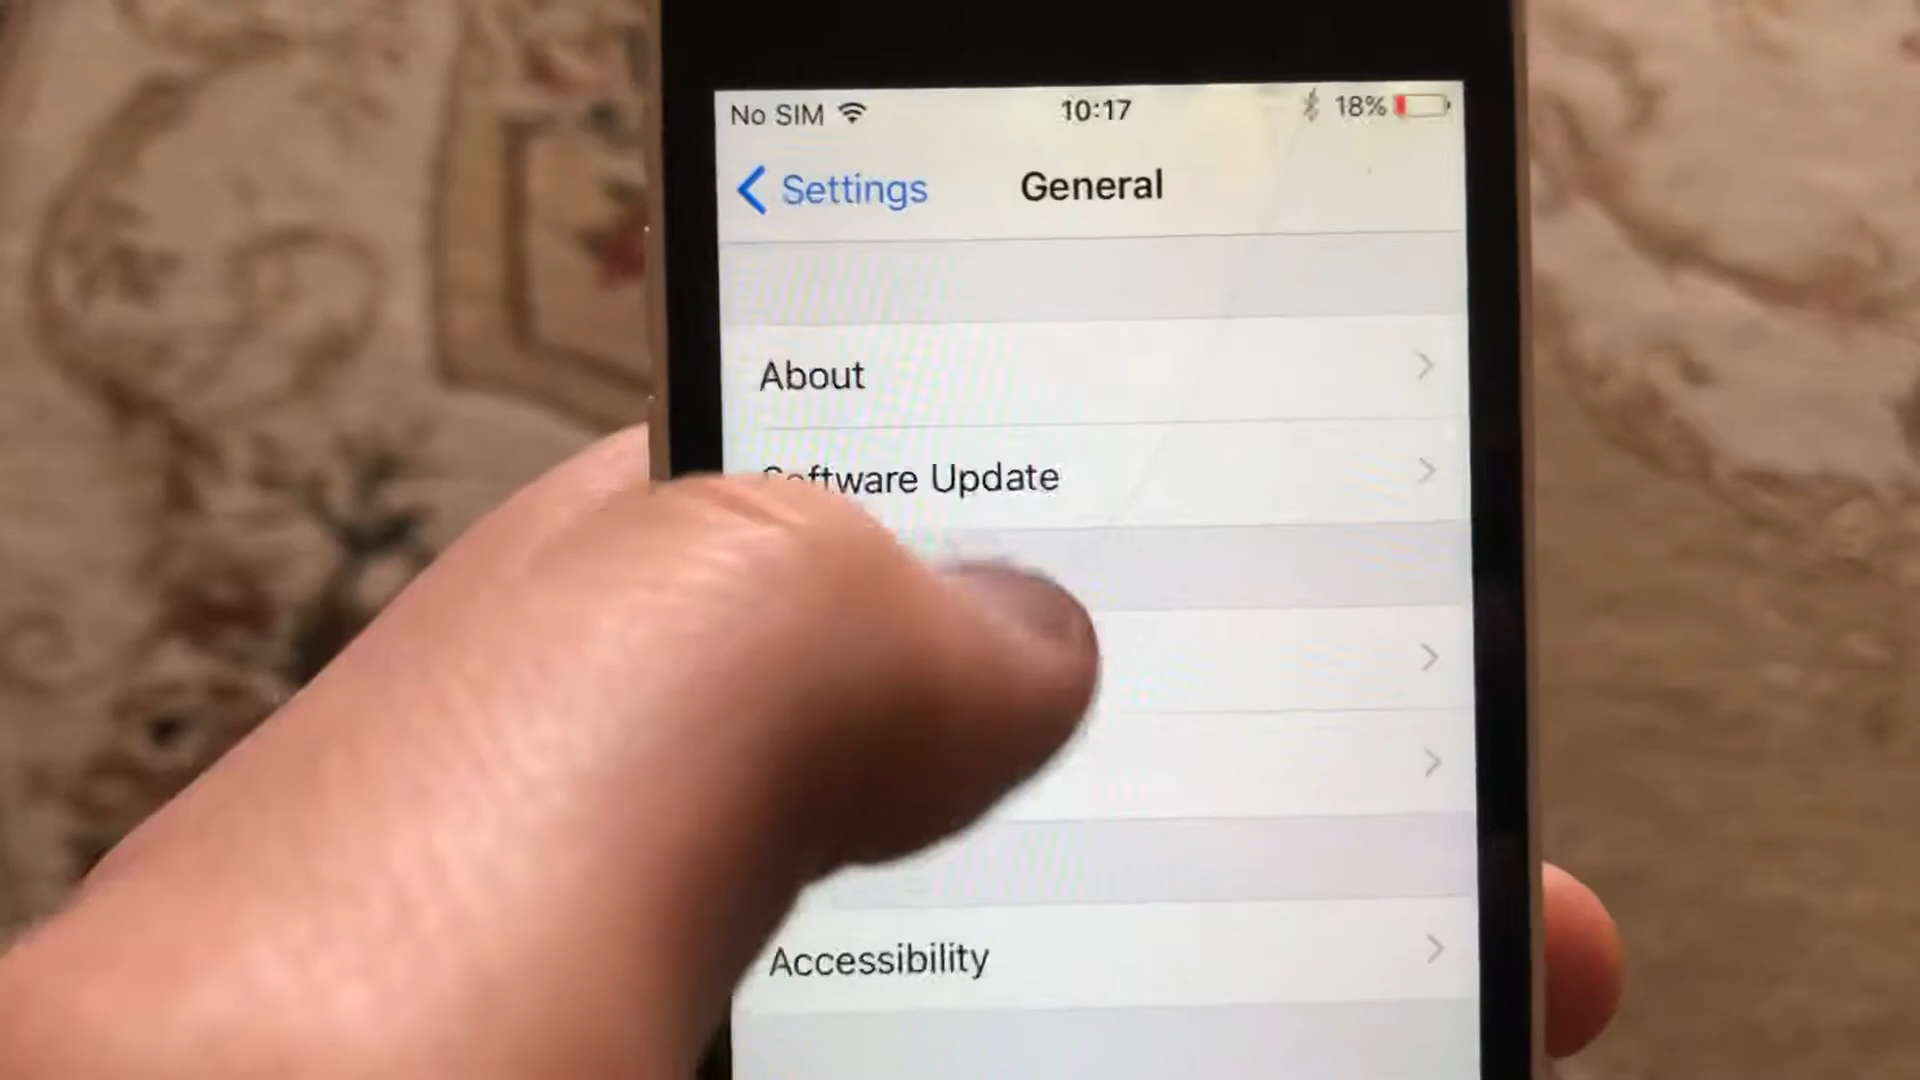 No SIM 10:17 18%
Settings General
About
Software Update
Accessibility